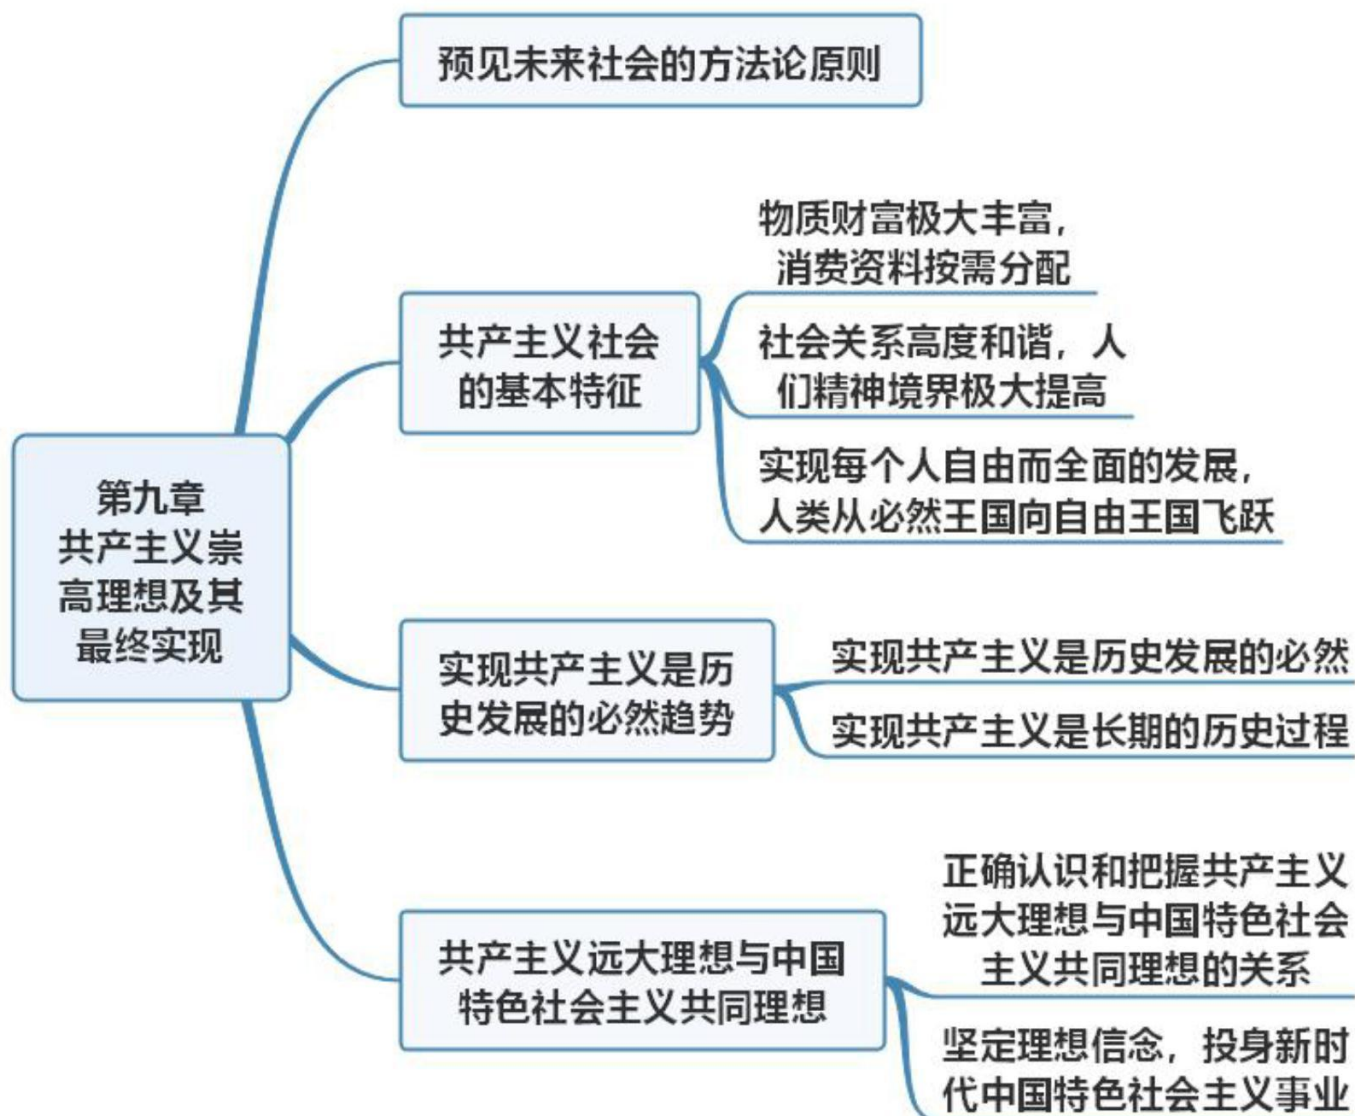 预见未来社会的方法论原则
物质财富极大丰富，
消费资料按需分配
共产主义社会
的基本特征
社会关系高度和谐，人
们精神境界极大提高
实现每个人自由而全面的发展，
人类从必然王国向自由王国飞跃
第九章
共产主义崇
高理想及其
最终实现
实现共产主义是历
史发展的必然趋势
实现共产主义是历史发展的必然
实现共产主义是长期的历史过程
共产主义远大理想与中国
特色社会主义共同理想
正确认识和把握共产主义
远大理想与中国特色社会
主义共同理想的关系
坚定理想信念，投身新时
代中国特色社会主义事业